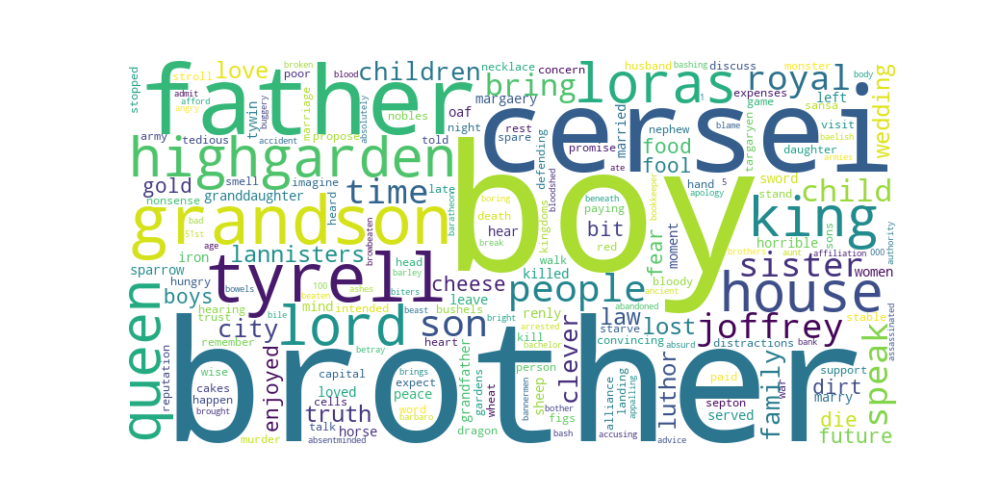 father
cersei
boy
brother
grandson
tyrell
highgarden
loras
royal
king
house
sister
queen
lord
son
people
joffrey
speak
child
bring
children
love
time
lannisters
city
gold
boys
cheese
food
fool
fear
law
lost
luthor
clever
family
dirt
die
future
wedding
truth
enjoyed
margaery
oaf
bit
necklace
concern
husband
bashing
monster
body
stopped
stroll
broken
poor
blood
admit
afford
angry
buggery
tywin
marriage
absolutely
nobles
night
rest
spare
promise
ate
married
nephew
discuss
game
1
left
sansa
expenses
visit
blame
baelish
daughter
armies
targaryen
army
tedious
accident
propose
told
defending
nonsense
smell
imagine
granddaughter
late
hand
5
apology
bookkeeper
sword
stand
bad
51st
heard
age
iron
browbeaten
baratheon
boring
death
break
hear
kingdoms
beneath
paying
red
bloodshed
moment
horrible
sons
brothers
aunt
affiliation
000
authority
women
sparrow
hungry
bowels
hearing
trust
100
beaten
bile
remember
head
barley
mind
intended
ashes
biters
beast
leave
bushels
bright
walk
killed
renly
arrested
kill
bachelor
heart
abandoned
bloody
starve
convincing
absurd
distractions
bank
stable
ancient
assassinated
reputation
wise
cakes
happen
brought
capital
loved
cells
talk
horse
murder
absentminded
betray
brings
expect
peace
word
barbaro
grandfather
gardens
wheat
dragon
person
bannermen
sheep
bother
figs
bash
alliance
landing
appalling
accusing
septon
served
paid
advice
war
support
marry